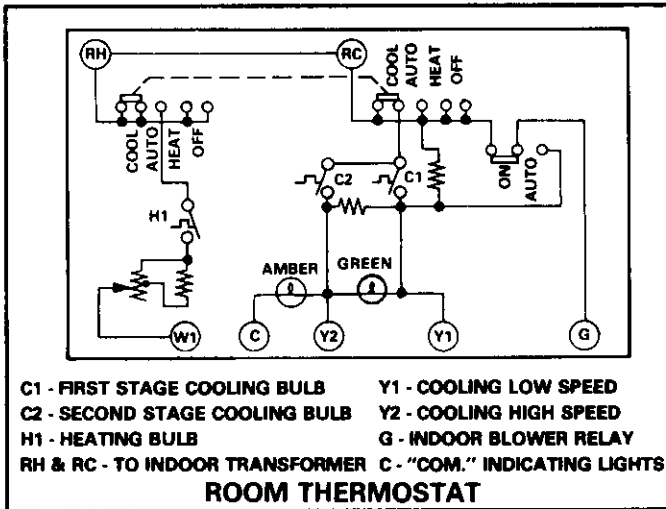 RH
RC
COOL
AUTO
HEAT
OFF
COOL
AUTO
HEAT
OFF
ON
AUTO
C2
C1
H1
AMBER
GREEN
W1
C
Y2
Y1
G
C1 - FIRST STAGE COOLING BULB
Y1 - COOLING LOW SPEED
C2 - SECOND STAGE COOLING BULB
Y2 - COOLING HIGH SPEED
H1 - HEATING BULB
G - INDOOR BLOWER RELAY
RH & RC - TO INDOOR TRANSFORMER
C - "COM." INDICATING LIGHTS
ROOM THERMOSTAT